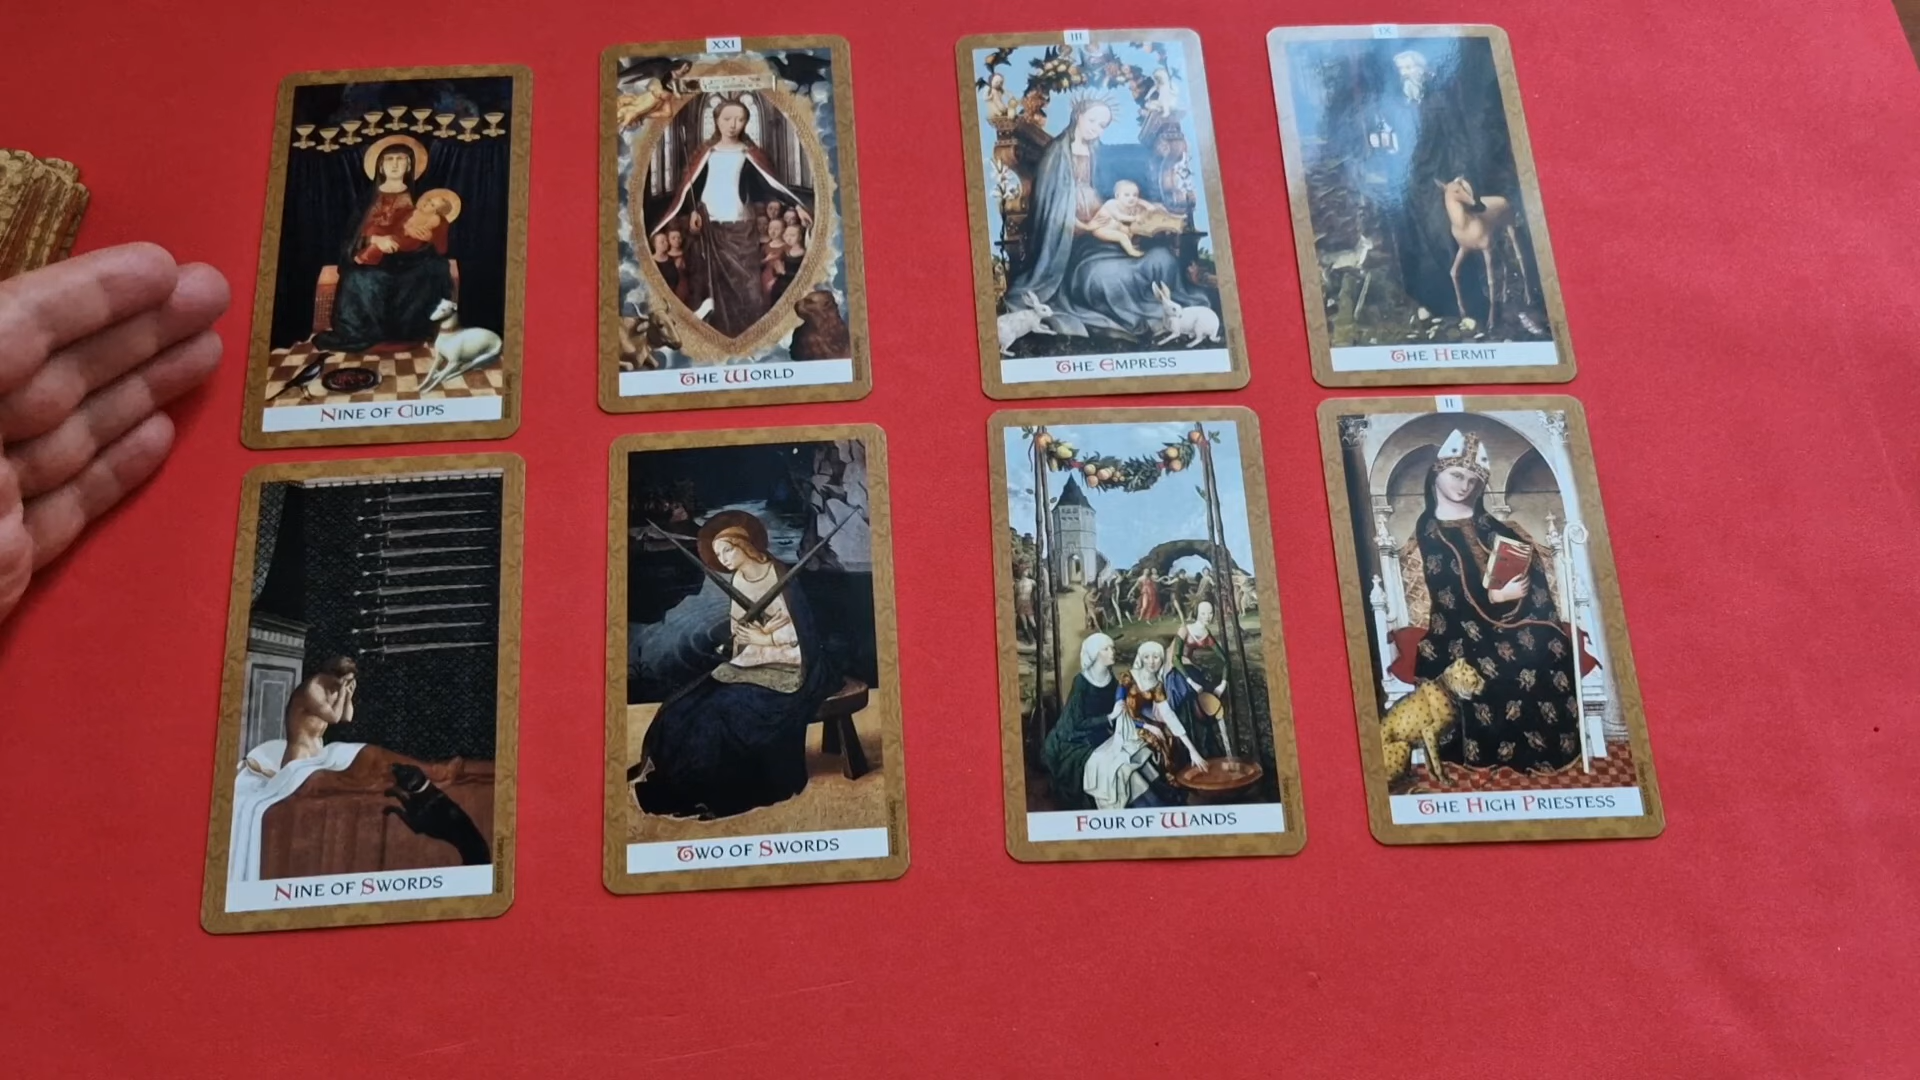 NINE OF CUPS
XXI
THE WORLD
III
THE EMPRESS
IX
THE HERMIT
NINE OF SWORDS
TWO OF SWORDS
FOUR OF WANDS
II
THE HIGH PRIESTESS